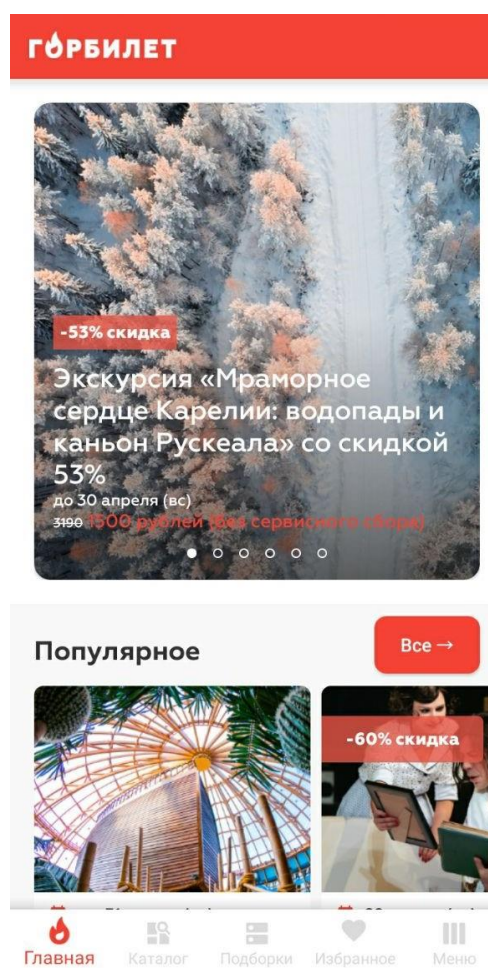 ГОРБИЛЕТ
-53% скидка
Экскурсия «Мраморное
сердце Карелии: водопады и
каньон Рускеала» со скидкой
53%
до 30 апреля (вс)
3190 1500 рублей (без сервисного сбора)
Популярное
Все →
-60% скидка
Главная
Каталог
Подборки
Избранное
Меню